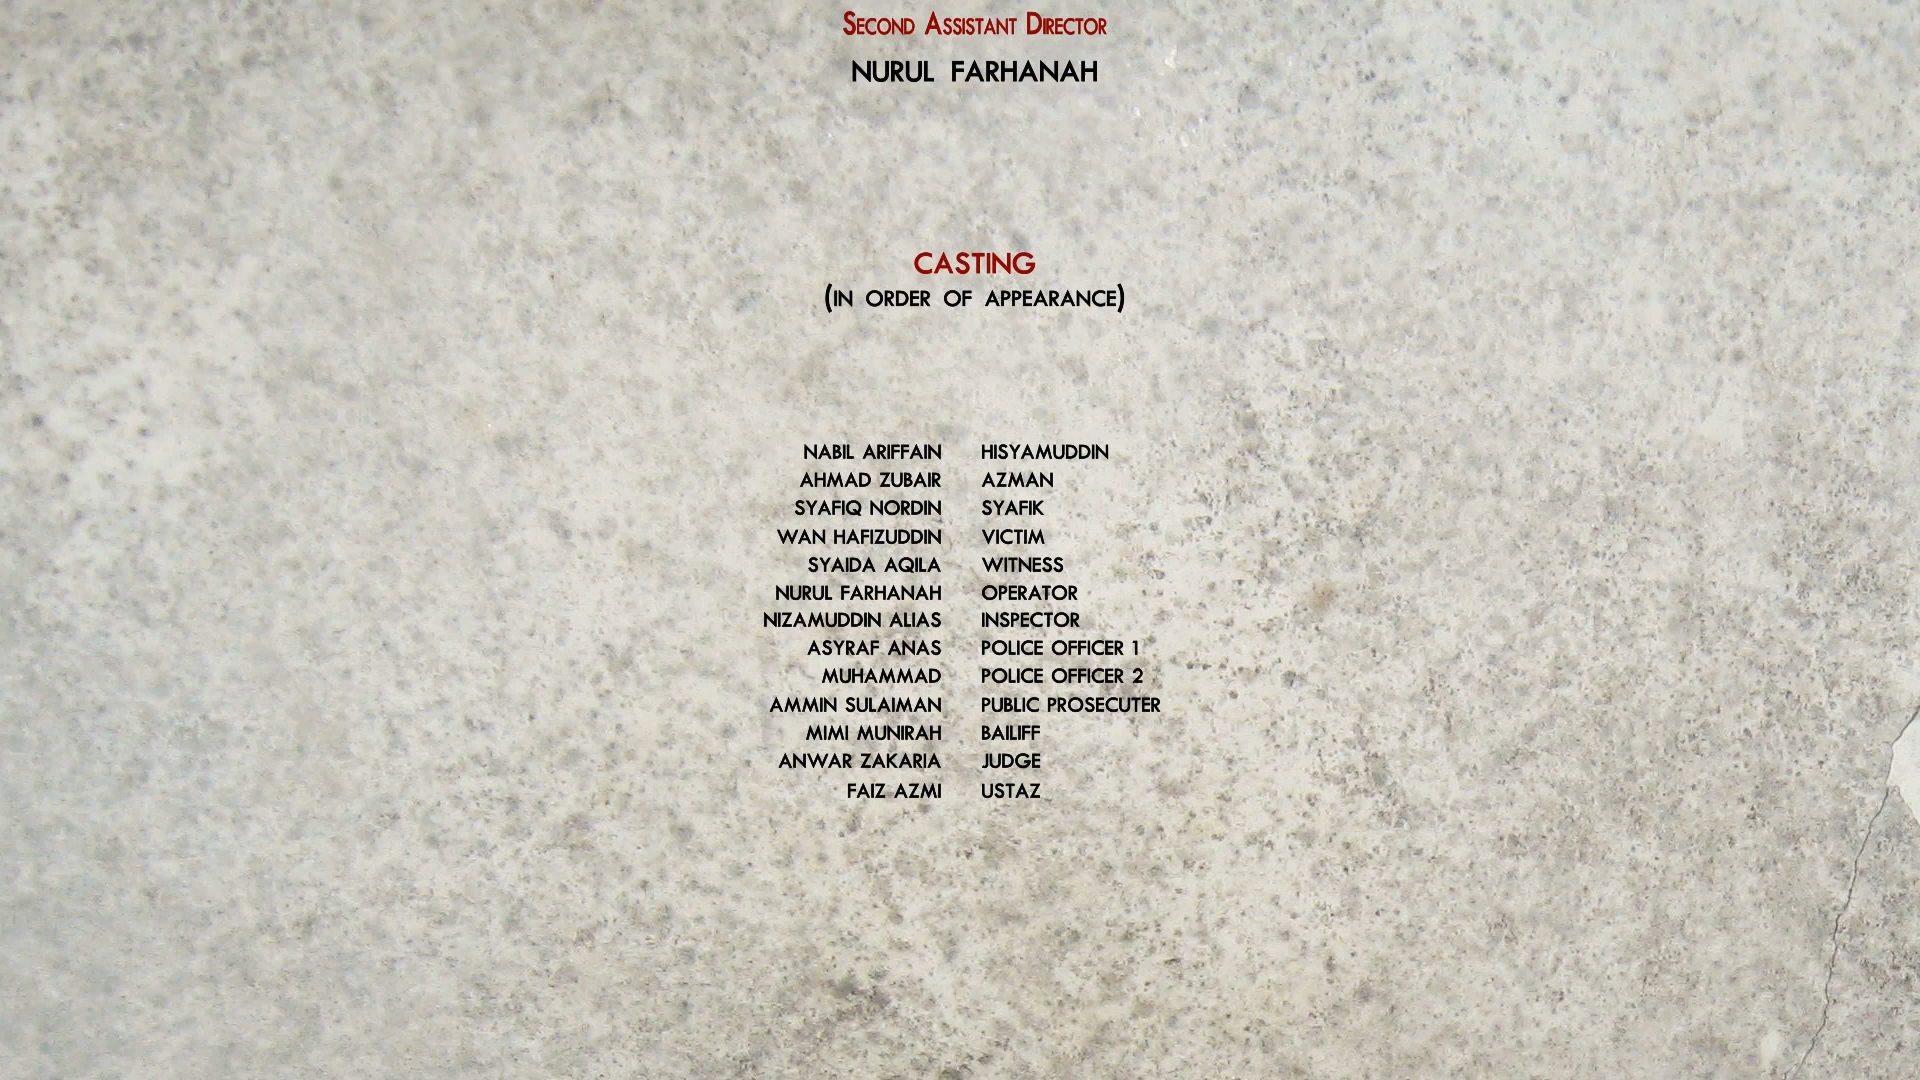 Second Assistant Director
NURUL FARHANAH
CASTING
(IN ORDER OF APPEARANCE)
NABIL ARIFFAIN HISYAMUDDIN
AHMAD ZUBAIR AZMAN
SYAFIQ NORDIN SYAFIK
WAN HAFIZUDDIN VICTIM
SYAIDA AQILA WITNESS
NURUL FARHANAH OPERATOR
NIZAMUDDIN ALIAS INSPECTOR
ASYRAF ANAS POLICE OFFICER 1
MUHAMMAD POLICE OFFICER 2
AMMIN SULAIMAN PUBLIC PROSECUTER
MIMI MUNIRAH BAILIFF
ANWAR ZAKARIA JUDGE
FAIZ AZMI USTAZ